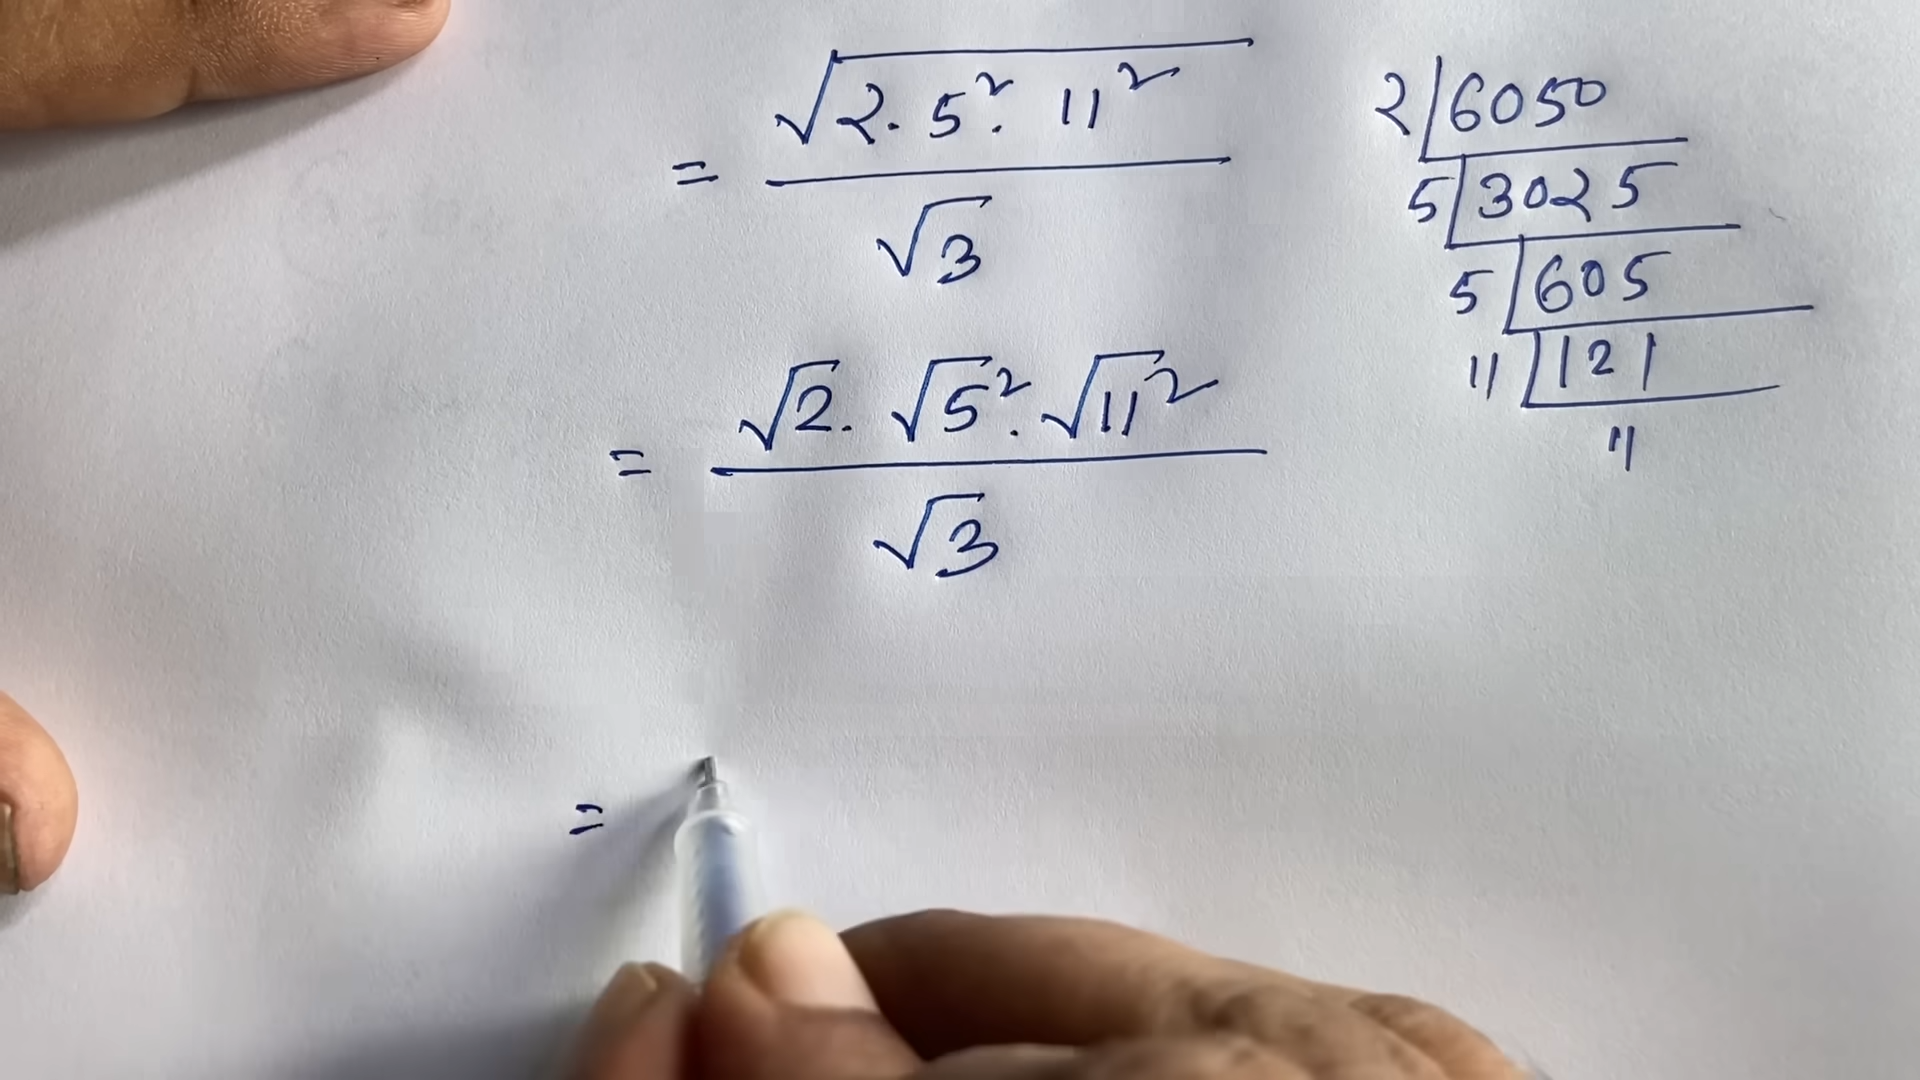 = √(2 · 5² · 11²) / √3
= √2 · √5² · √11² / √3
=
2 | 6050
5 | 3025
5 | 605
11 | 121
11